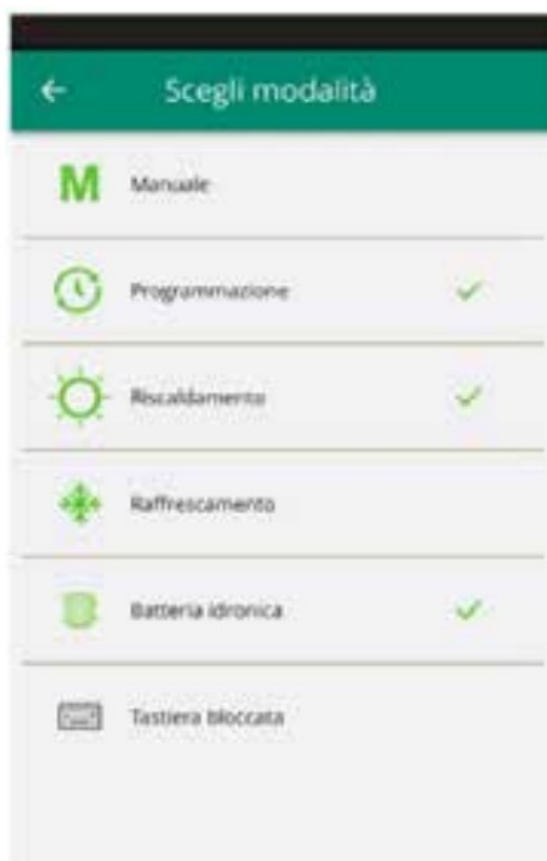 Scegli modalità
M Manuale
Programmazione
Riscaldamento
Raffrescamento
Batteria idronica
Tastiera bloccata